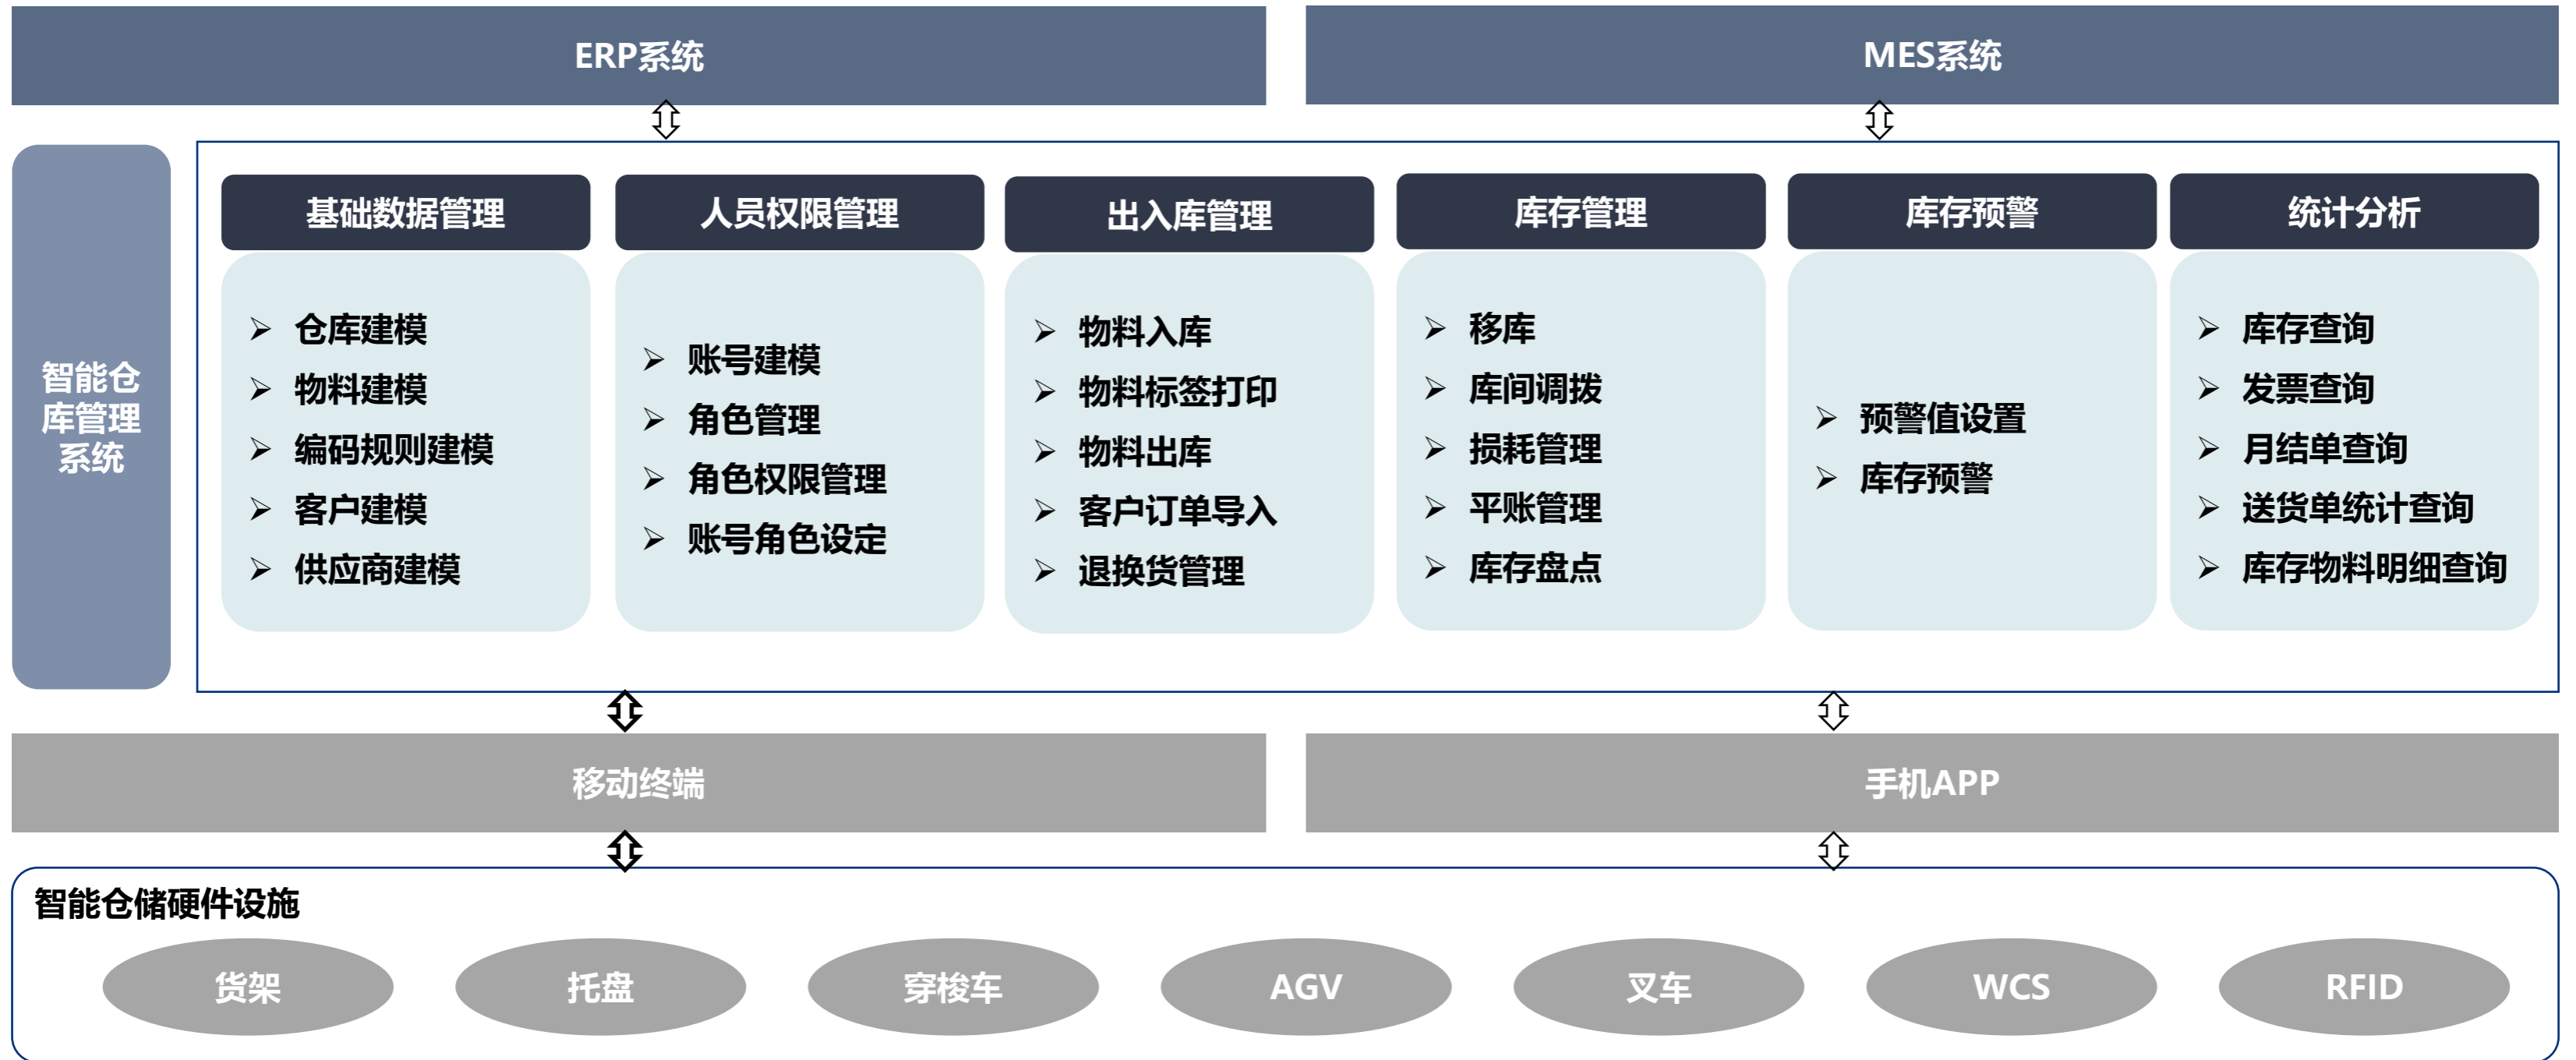 ERP系统
MES系统
智能仓
库管理
系统
基础数据管理
仓库建模
物料建模
编码规则建模
客户建模
供应商建模
人员权限管理
账号建模
角色管理
角色权限管理
账号角色设定
出入库管理
物料入库
物料标签打印
物料出库
客户订单导入
退换货管理
库存管理
移库
库间调拨
损耗管理
平账管理
库存盘点
库存预警
预警值设置
库存预警
统计分析
库存查询
发票查询
月结单查询
送货单统计查询
库存物料明细查询
移动终端
手机APP
智能仓储硬件设施
货架
托盘
穿梭车
AGV
叉车
WCS
RFID